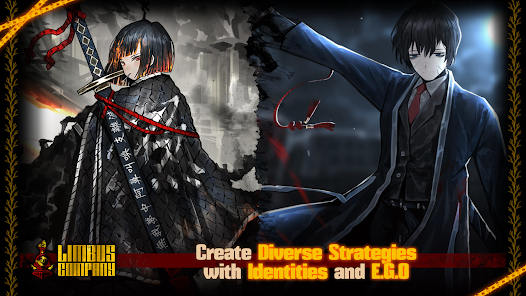 LIMBUS
COMPANY
Create Diverse Strategies
with Identities and E.G.O